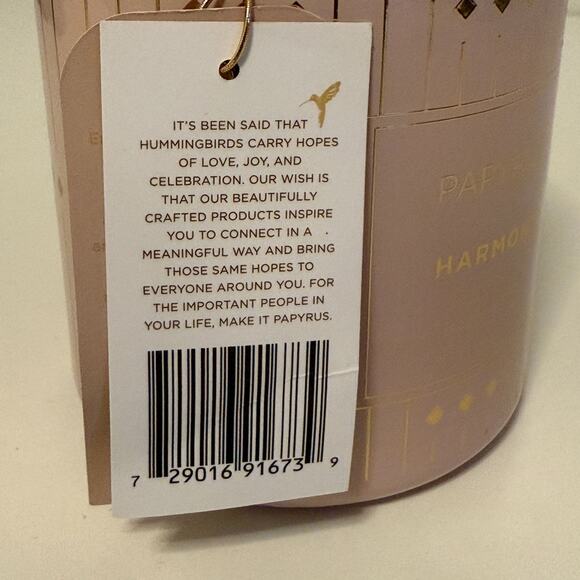 IT'S BEEN SAID THAT
HUMMINGBIRDS CARRY HOPES
OF LOVE, JOY, AND
CELEBRATION. OUR WISH IS
THAT OUR BEAUTIFULLY
CRAFTED PRODUCTS INSPIRE
YOU TO CONNECT IN A
MEANINGFUL WAY AND BRING
THOSE SAME HOPES TO
EVERYONE AROUND YOU. FOR
THE IMPORTANT PEOPLE IN
YOUR LIFE, MAKE IT PAPYRUS.
7 29016 91673 9